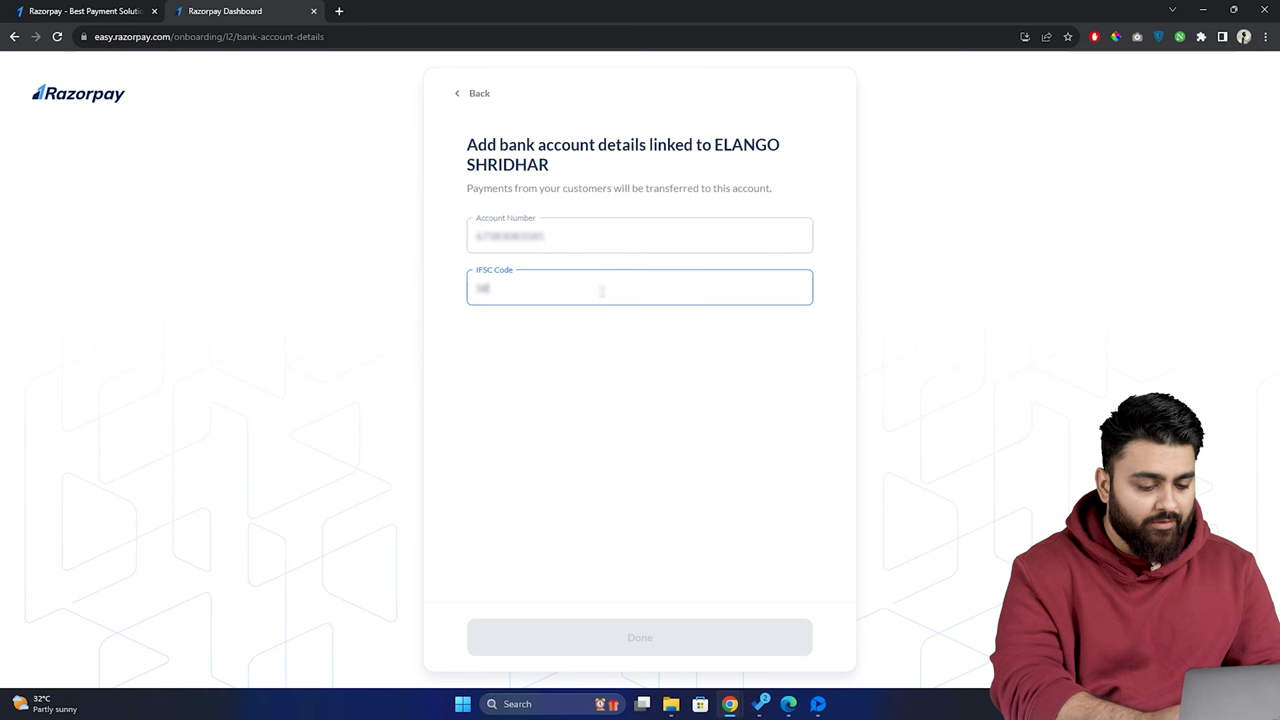 Razorpay - Best Payment Solutio
Razorpay Dashboard
easy.razorpay.com/onboarding/l2/bank-account-details
Razorpay
Back
Add bank account details linked to ELANGO
SHRIDHAR
Payments from your customers will be transferred to this account.
Account Number
IFSC Code
Done
32°C
Partly sunny
Search
2